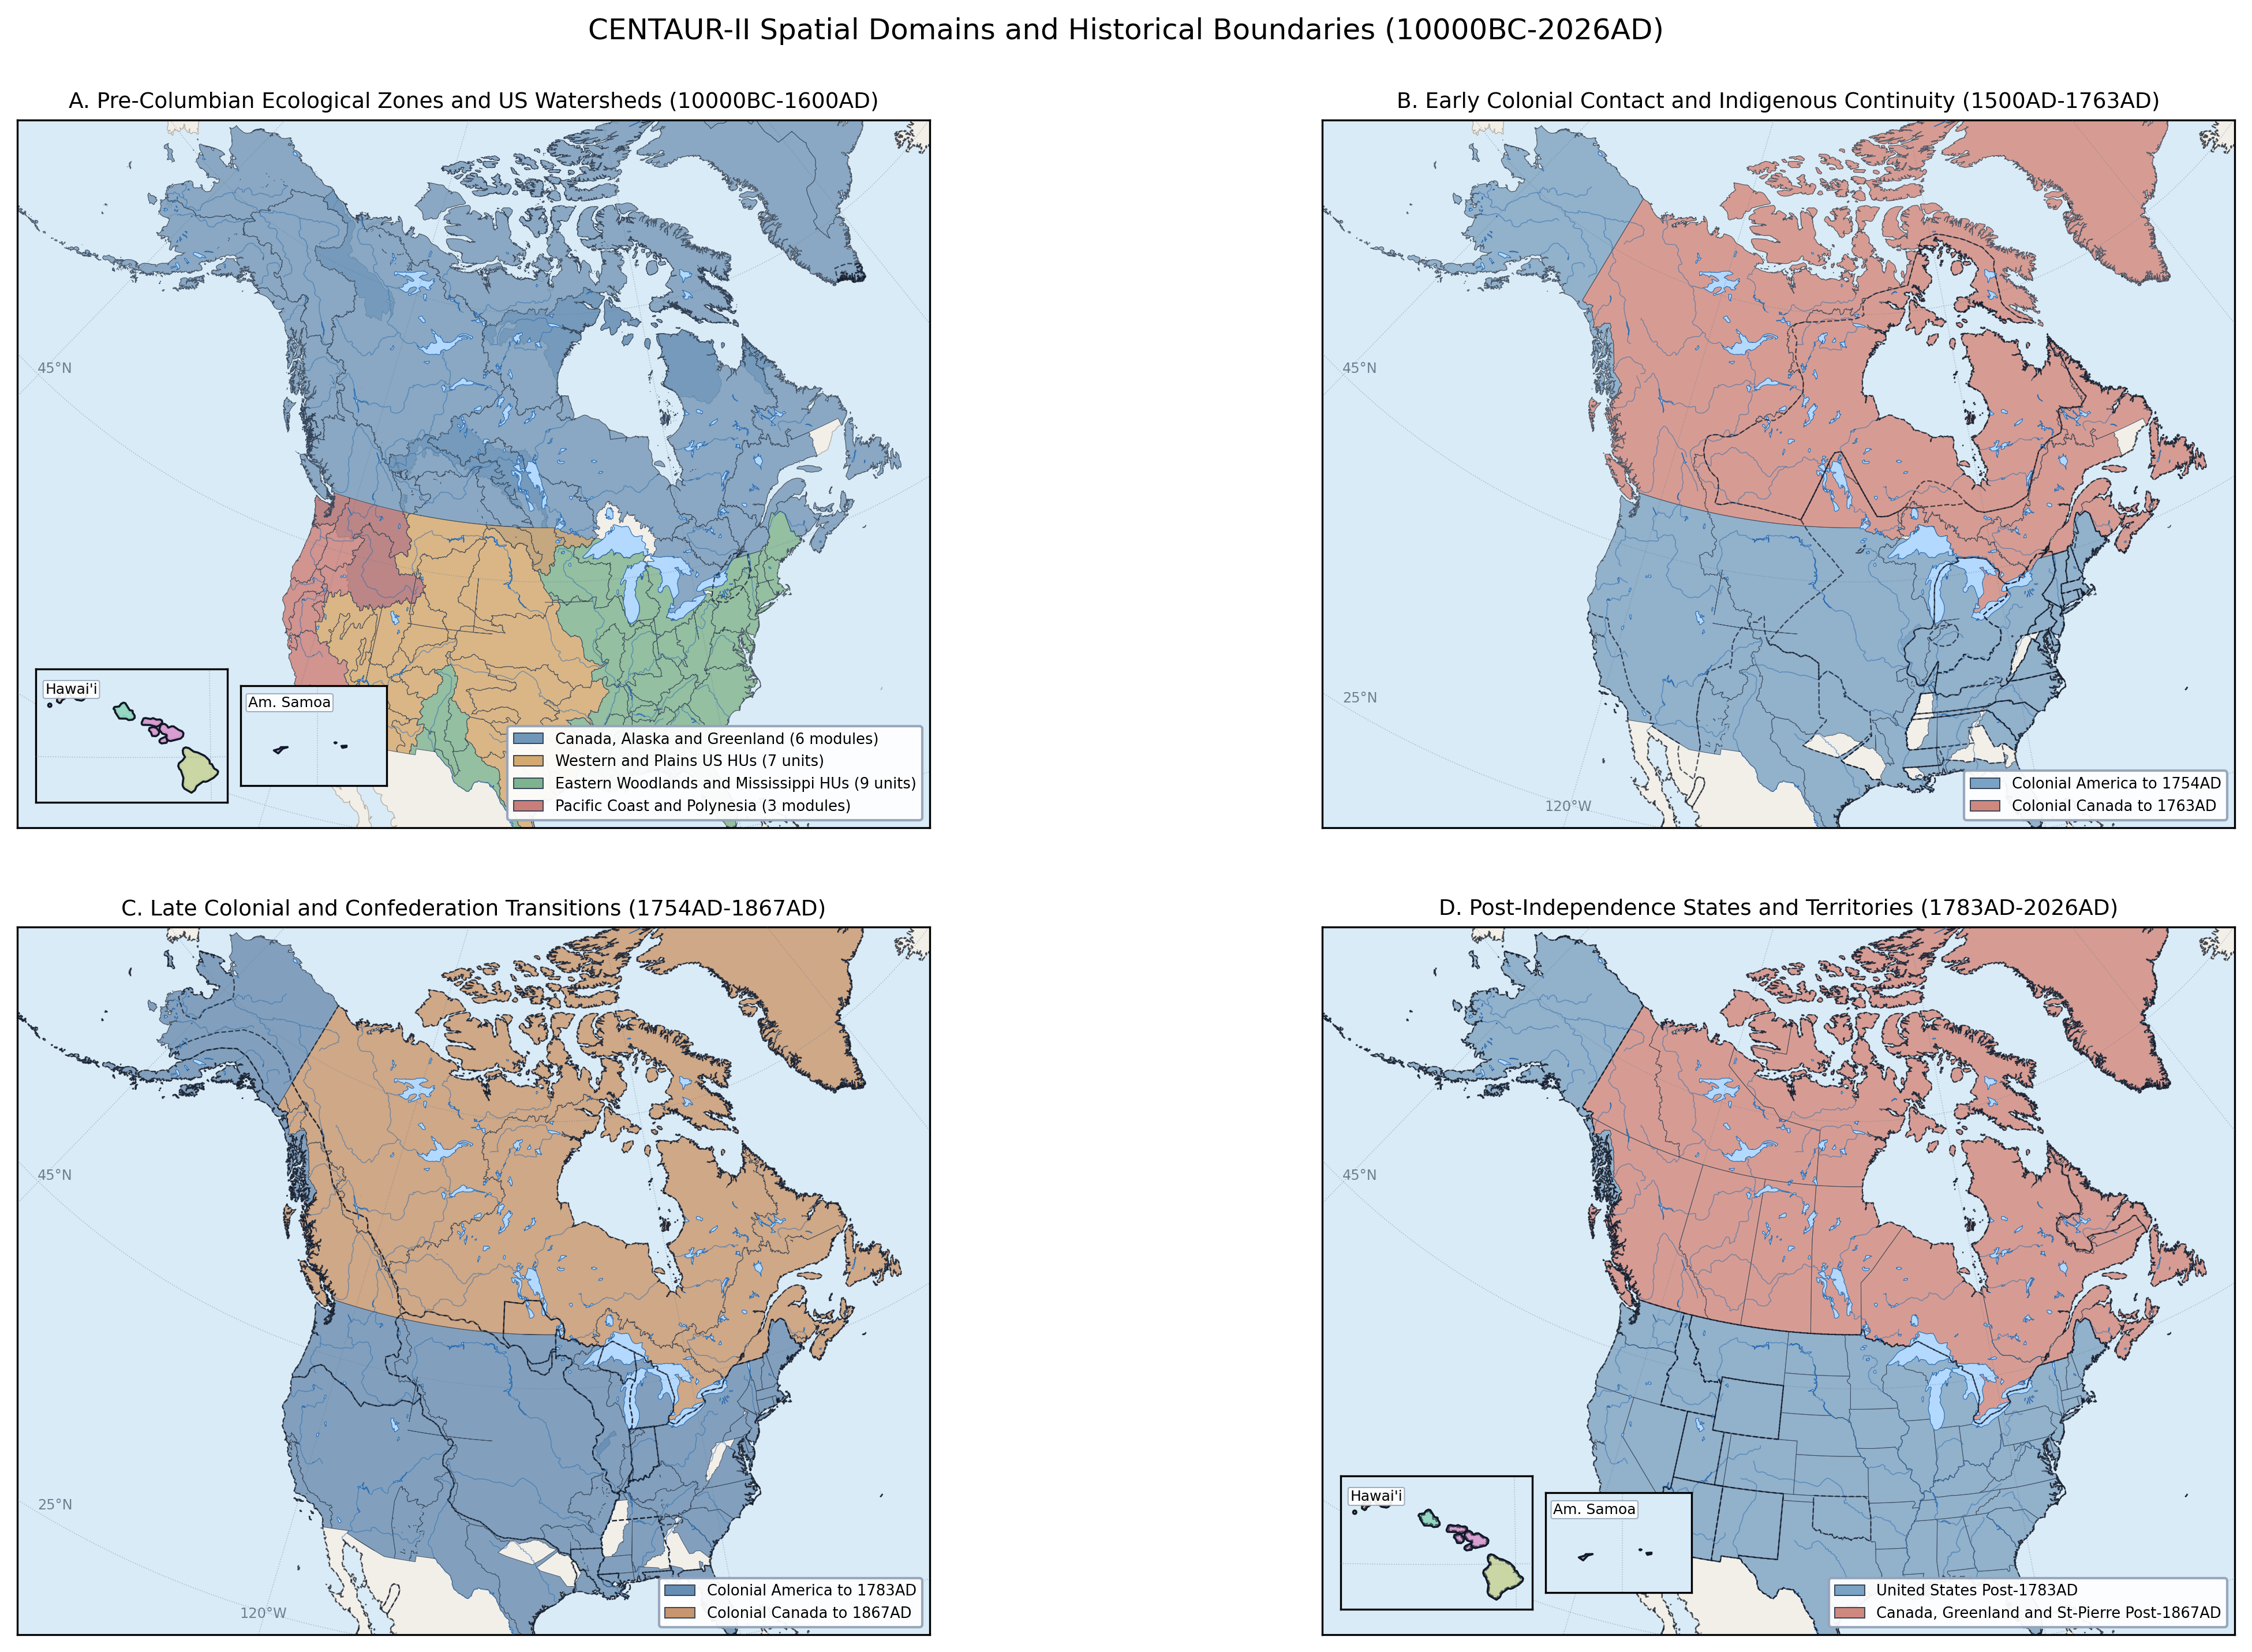 CENTAUR-II Spatial Domains and Historical Boundaries (10000BC-2026AD)
A. Pre-Columbian Ecological Zones and US Watersheds (10000BC-1600AD)
45°N
Hawai'i
Am. Samoa
Canada, Alaska and Greenland (6 modules)
Western and Plains US HUs (7 units)
Eastern Woodlands and Mississippi HUs (9 units)
Pacific Coast and Polynesia (3 modules)
B. Early Colonial Contact and Indigenous Continuity (1500AD-1763AD)
45°N
25°N
120°W
Colonial America to 1754AD
Colonial Canada to 1763AD
C. Late Colonial and Confederation Transitions (1754AD-1867AD)
45°N
25°N
120°W
Colonial America to 1783AD
Colonial Canada to 1867AD
D. Post-Independence States and Territories (1783AD-2026AD)
45°N
Hawai'i
Am. Samoa
United States Post-1783AD
Canada, Greenland and St-Pierre Post-1867AD